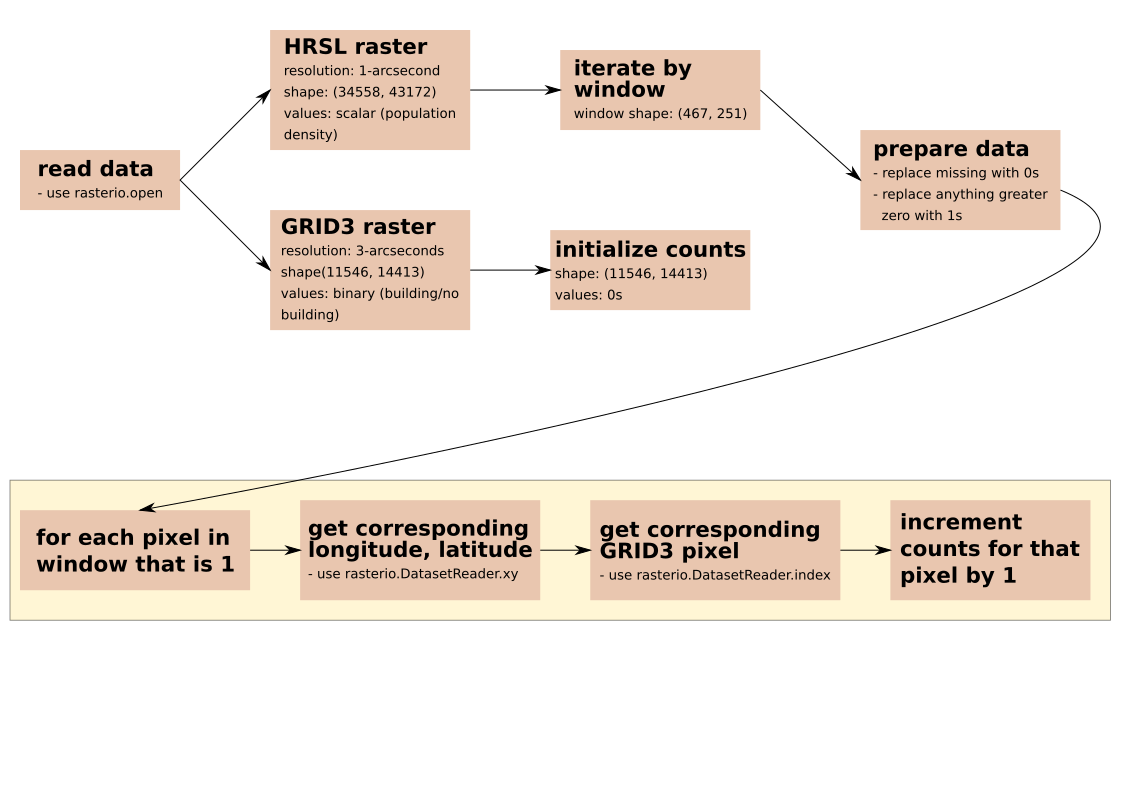 read data
- use rasterio.open
HRSL raster
resolution: 1-arcsecond
shape: (34558, 43172)
values: scalar (population
density)
iterate by
window
window shape: (467, 251)
prepare data
- replace missing with 0s
- replace anything greater
zero with 1s
GRID3 raster
resolution: 3-arcseconds
shape(11546, 14413)
values: binary (building/no
building)
initialize counts
shape: (11546, 14413)
values: 0s
for each pixel in
window that is 1
get corresponding
longitude, latitude
- use rasterio.DatasetReader.xy
get corresponding
GRID3 pixel
- use rasterio.DatasetReader.index
increment
counts for that
pixel by 1